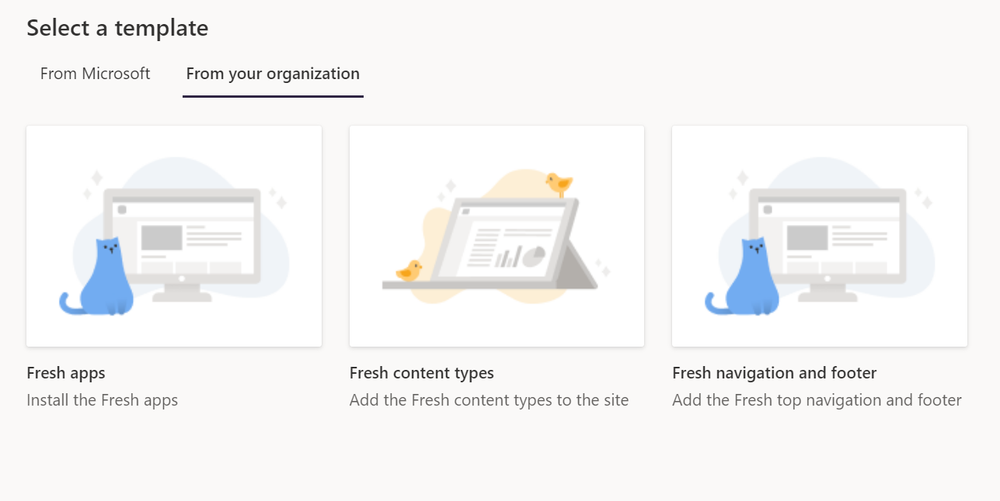 Select a template
From Microsoft
From your organization
Fresh apps
Install the Fresh apps
Fresh content types
Add the Fresh content types to the site
Fresh navigation and footer
Add the Fresh top navigation and footer